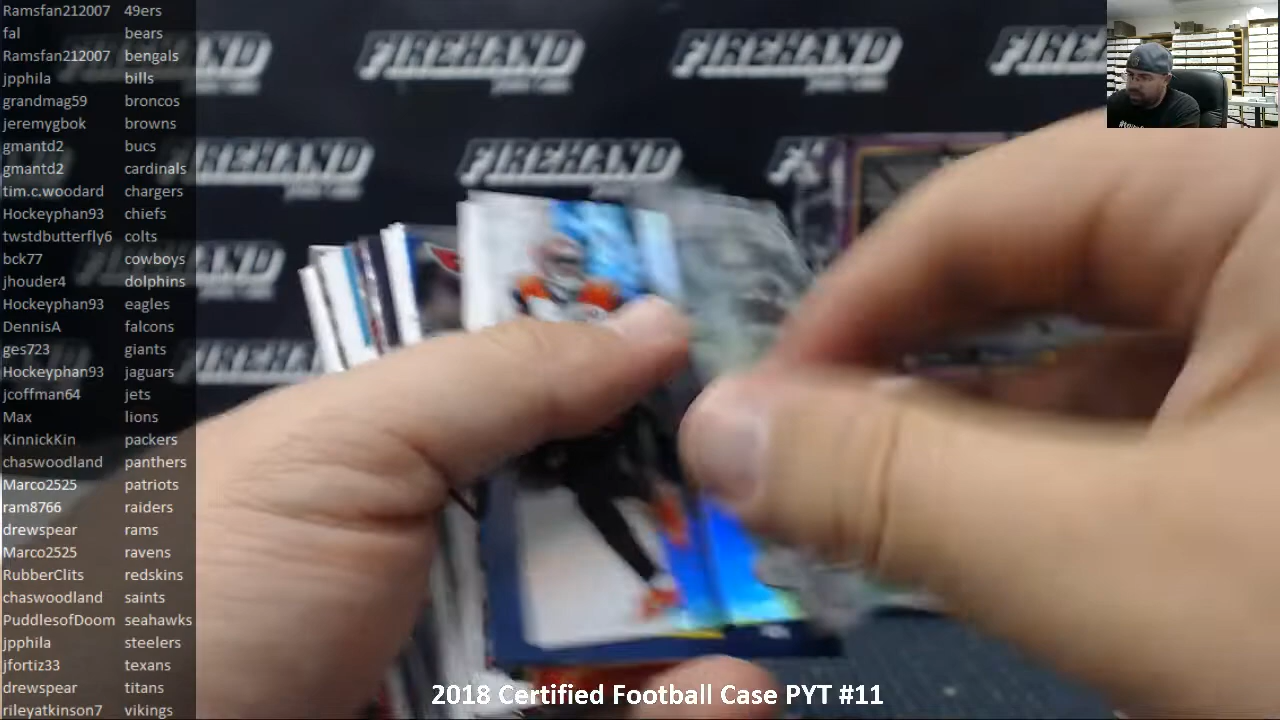 Ramsfan212007 49ers
fal bears
Ramsfan212007 bengals
jpphila bills
grandmag59 broncos
jeremygbok browns
gmantd2 bucs
gmantd2 cardinals
tim.c.woodard chargers
Hockeyphan93 chiefs
twstdbutterfly6 colts
bck77 cowboys
jhouder4 dolphins
Hockeyphan93 eagles
DennisA falcons
ges723 giants
Hockeyphan93 jaguars
jcoffman64 jets
Max lions
KinnickKin packers
chaswoodland panthers
Marco2525 patriots
ram8766 raiders
drewspear rams
Marco2525 ravens
RubberClits redskins
chaswoodland saints
PuddlesofDoom seahawks
jpphila steelers
jfortiz33 texans
drewspear titans
rileyatkinson7 vikings
FIREHAND FIREHAND
FIREHAND FIREHAND
2018 Certified Football Case PYT #11